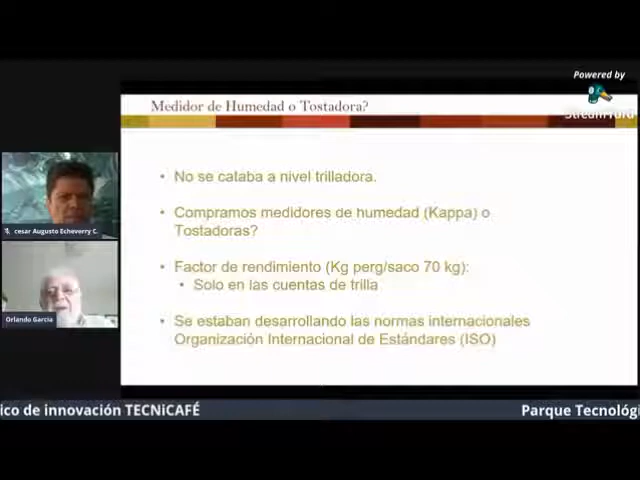 Powered by
StreamYard
Medidor de Humedad o Tostadora?
• No se cataba a nivel trilladora.
• Compramos medidores de humedad (Kappa) o
Tostadoras?
• Factor de rendimiento (Kg perg/saco 70 kg):
• Solo en las cuentas de trilla
• Se estaban desarrollando las normas internacionales
Organización Internacional de Estándares (ISO)
cesar Augusto Echeverry C.
Orlando Garcia
ico de innovación TECNiCAFÉ
Parque Tecnológi